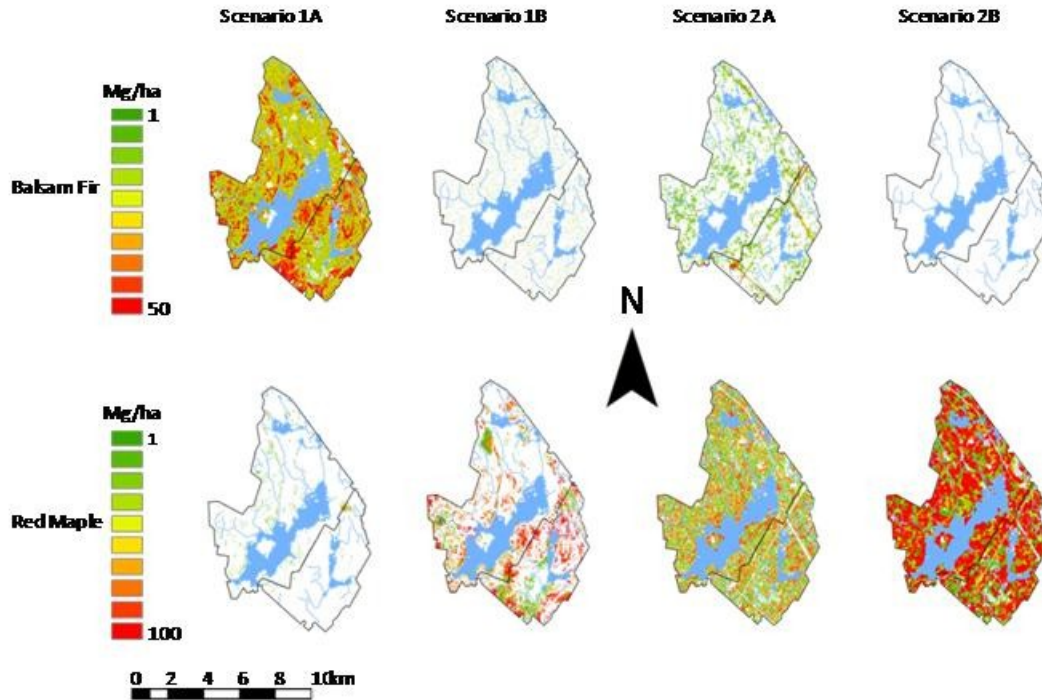 Scenario 1A Scenario 1B Scenario 2A Scenario 2B
Mg/ha
1
Balsam Fir
50
N
Mg/ha
1
Red Maple
100
0 2 4 6 8 10km